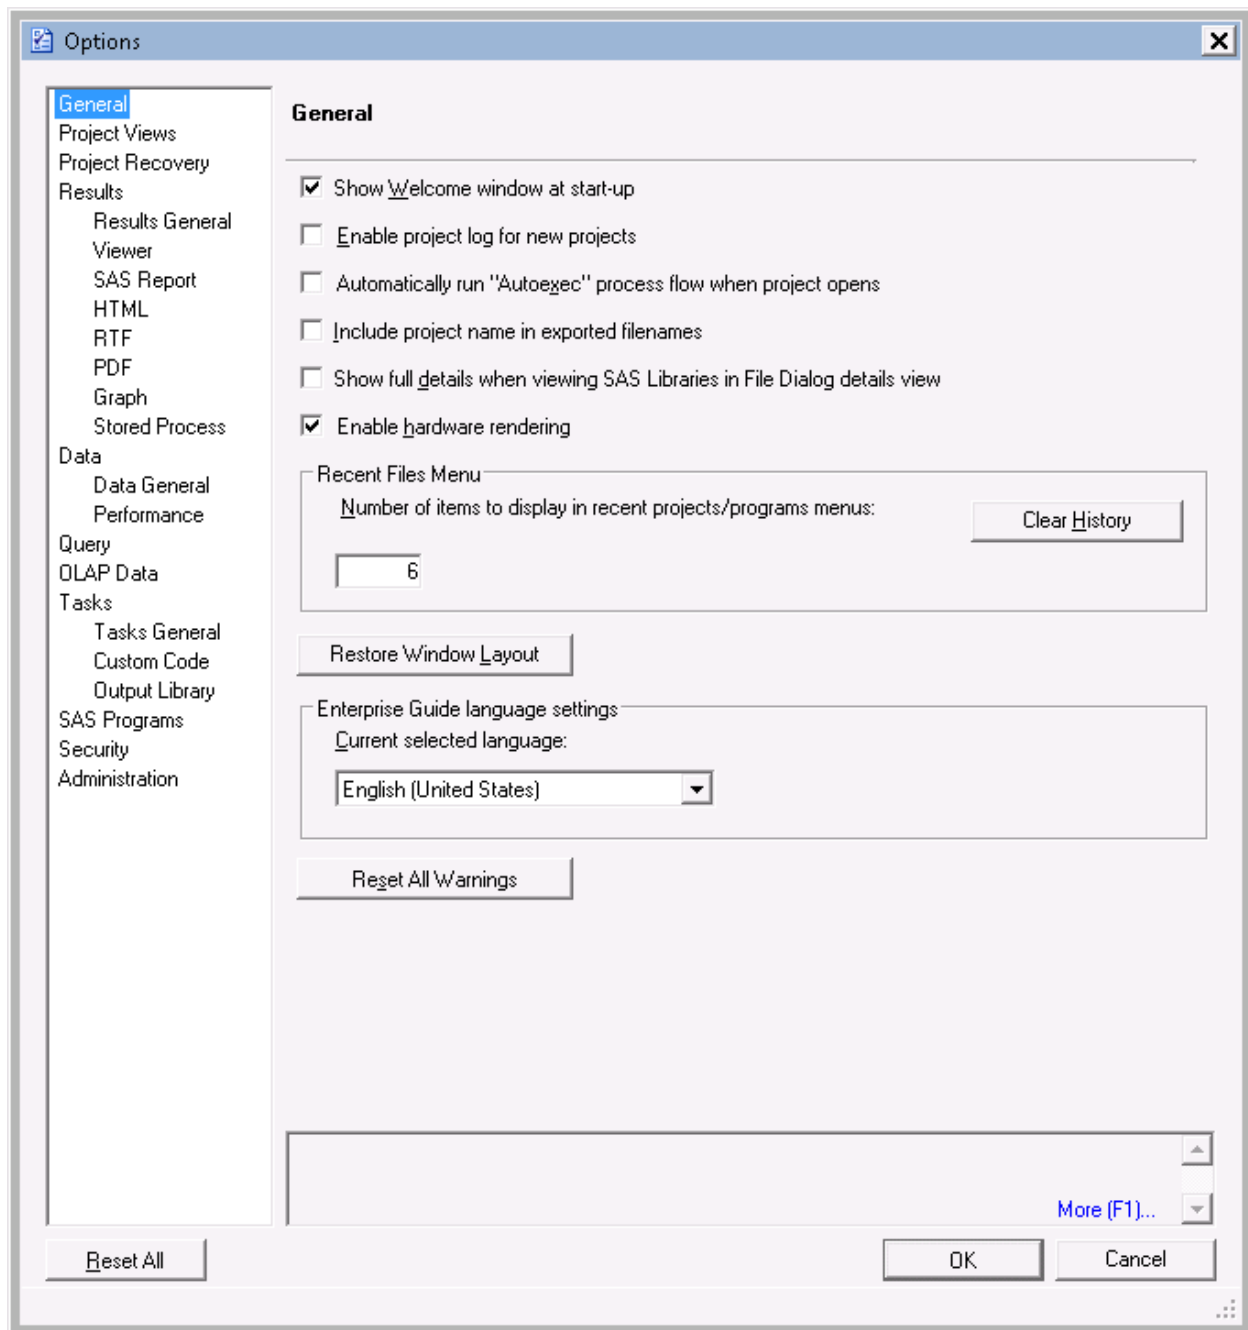 Options
General
Project Views
Project Recovery
Results
Results General
Viewer
SAS Report
HTML
RTF
PDF
Graph
Stored Process
Data
Data General
Performance
Query
OLAP Data
Tasks
Tasks General
Custom Code
Output Library
SAS Programs
Security
Administration
General
Show Welcome window at start-up
Enable project log for new projects
Automatically run "Autoexec" process flow when project opens
Include project name in exported filenames
Show full details when viewing SAS Libraries in File Dialog details view
Enable hardware rendering
Recent Files Menu
Number of items to display in recent projects/programs menus:
Clear History
6
Restore Window Layout
Enterprise Guide language settings
Current selected language:
English (United States)
Reset All Warnings
More (F1)...
Reset All
OK
Cancel